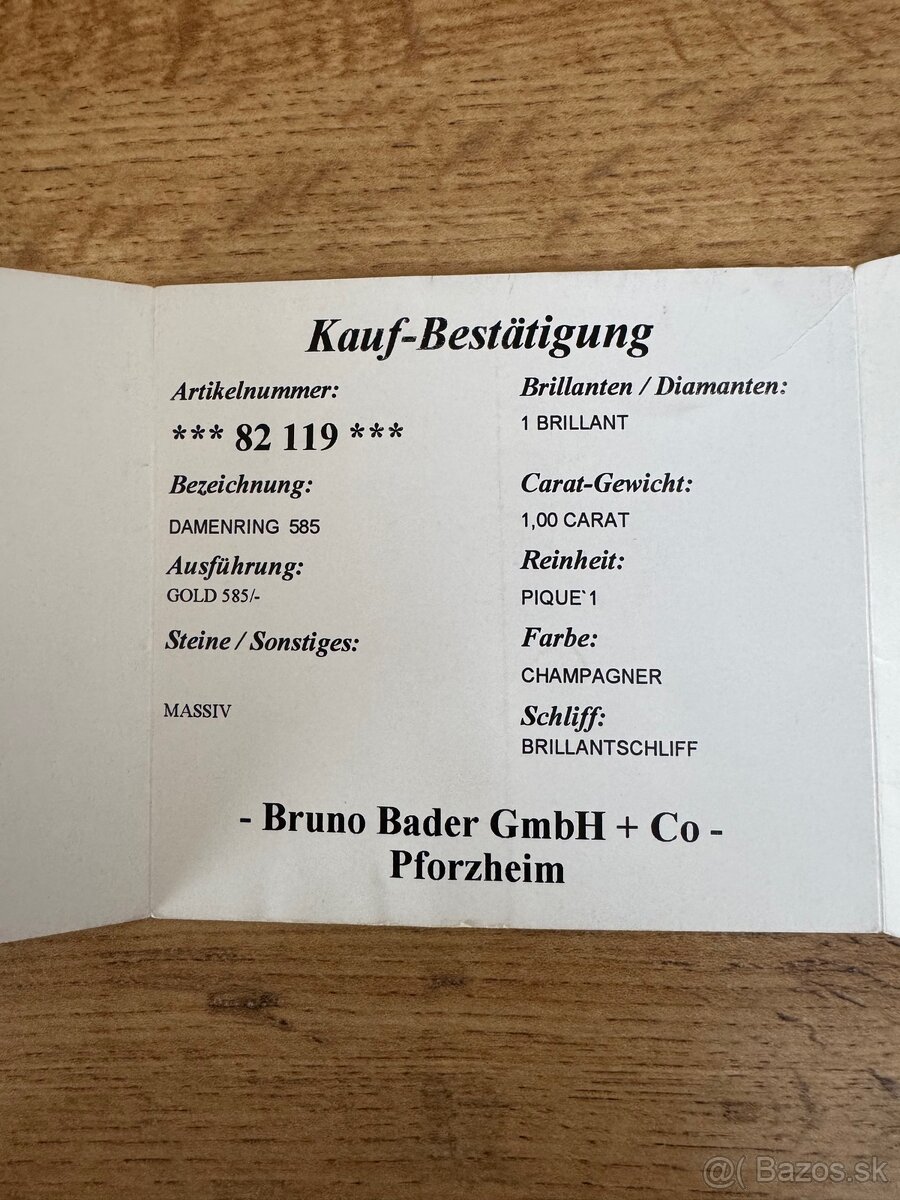 Kauf-Bestätigung
Artikelnummer:
*** 82 119 ***
Bezeichnung:
DAMENRING 585
Ausführung:
GOLD 585/-
Steine / Sonstiges:
MASSIV
Brillanten / Diamanten:
1 BRILLANT
Carat-Gewicht:
1,00 CARAT
Reinheit:
PIQUE`1
Farbe:
CHAMPAGNER
Schliff:
BRILLANTSCHLIFF
- Bruno Bader GmbH + Co -
Pforzheim
@( Bazos.sk